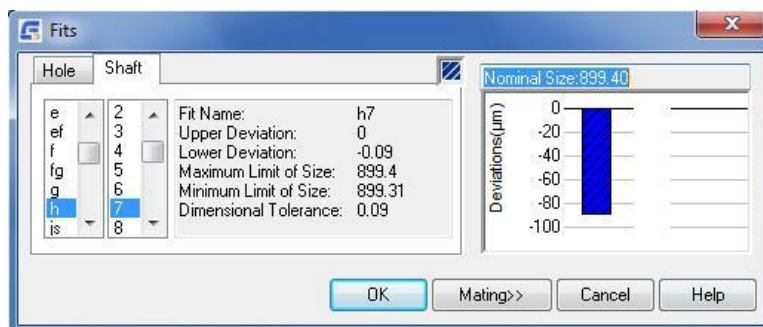 Fits
Hole
Shaft
Nominal Size:899.40
e
ef
f
fg
g
h
js
2
3
4
5
6
7
8
Fit Name: h7
Upper Deviation: 0
Lower Deviation: -0.09
Maximum Limit of Size: 899.4
Minimum Limit of Size: 899.31
Dimensional Tolerance: 0.09
Deviations(µm)
0
-20
-40
-60
-80
-100
OK
Mating>>
Cancel
Help